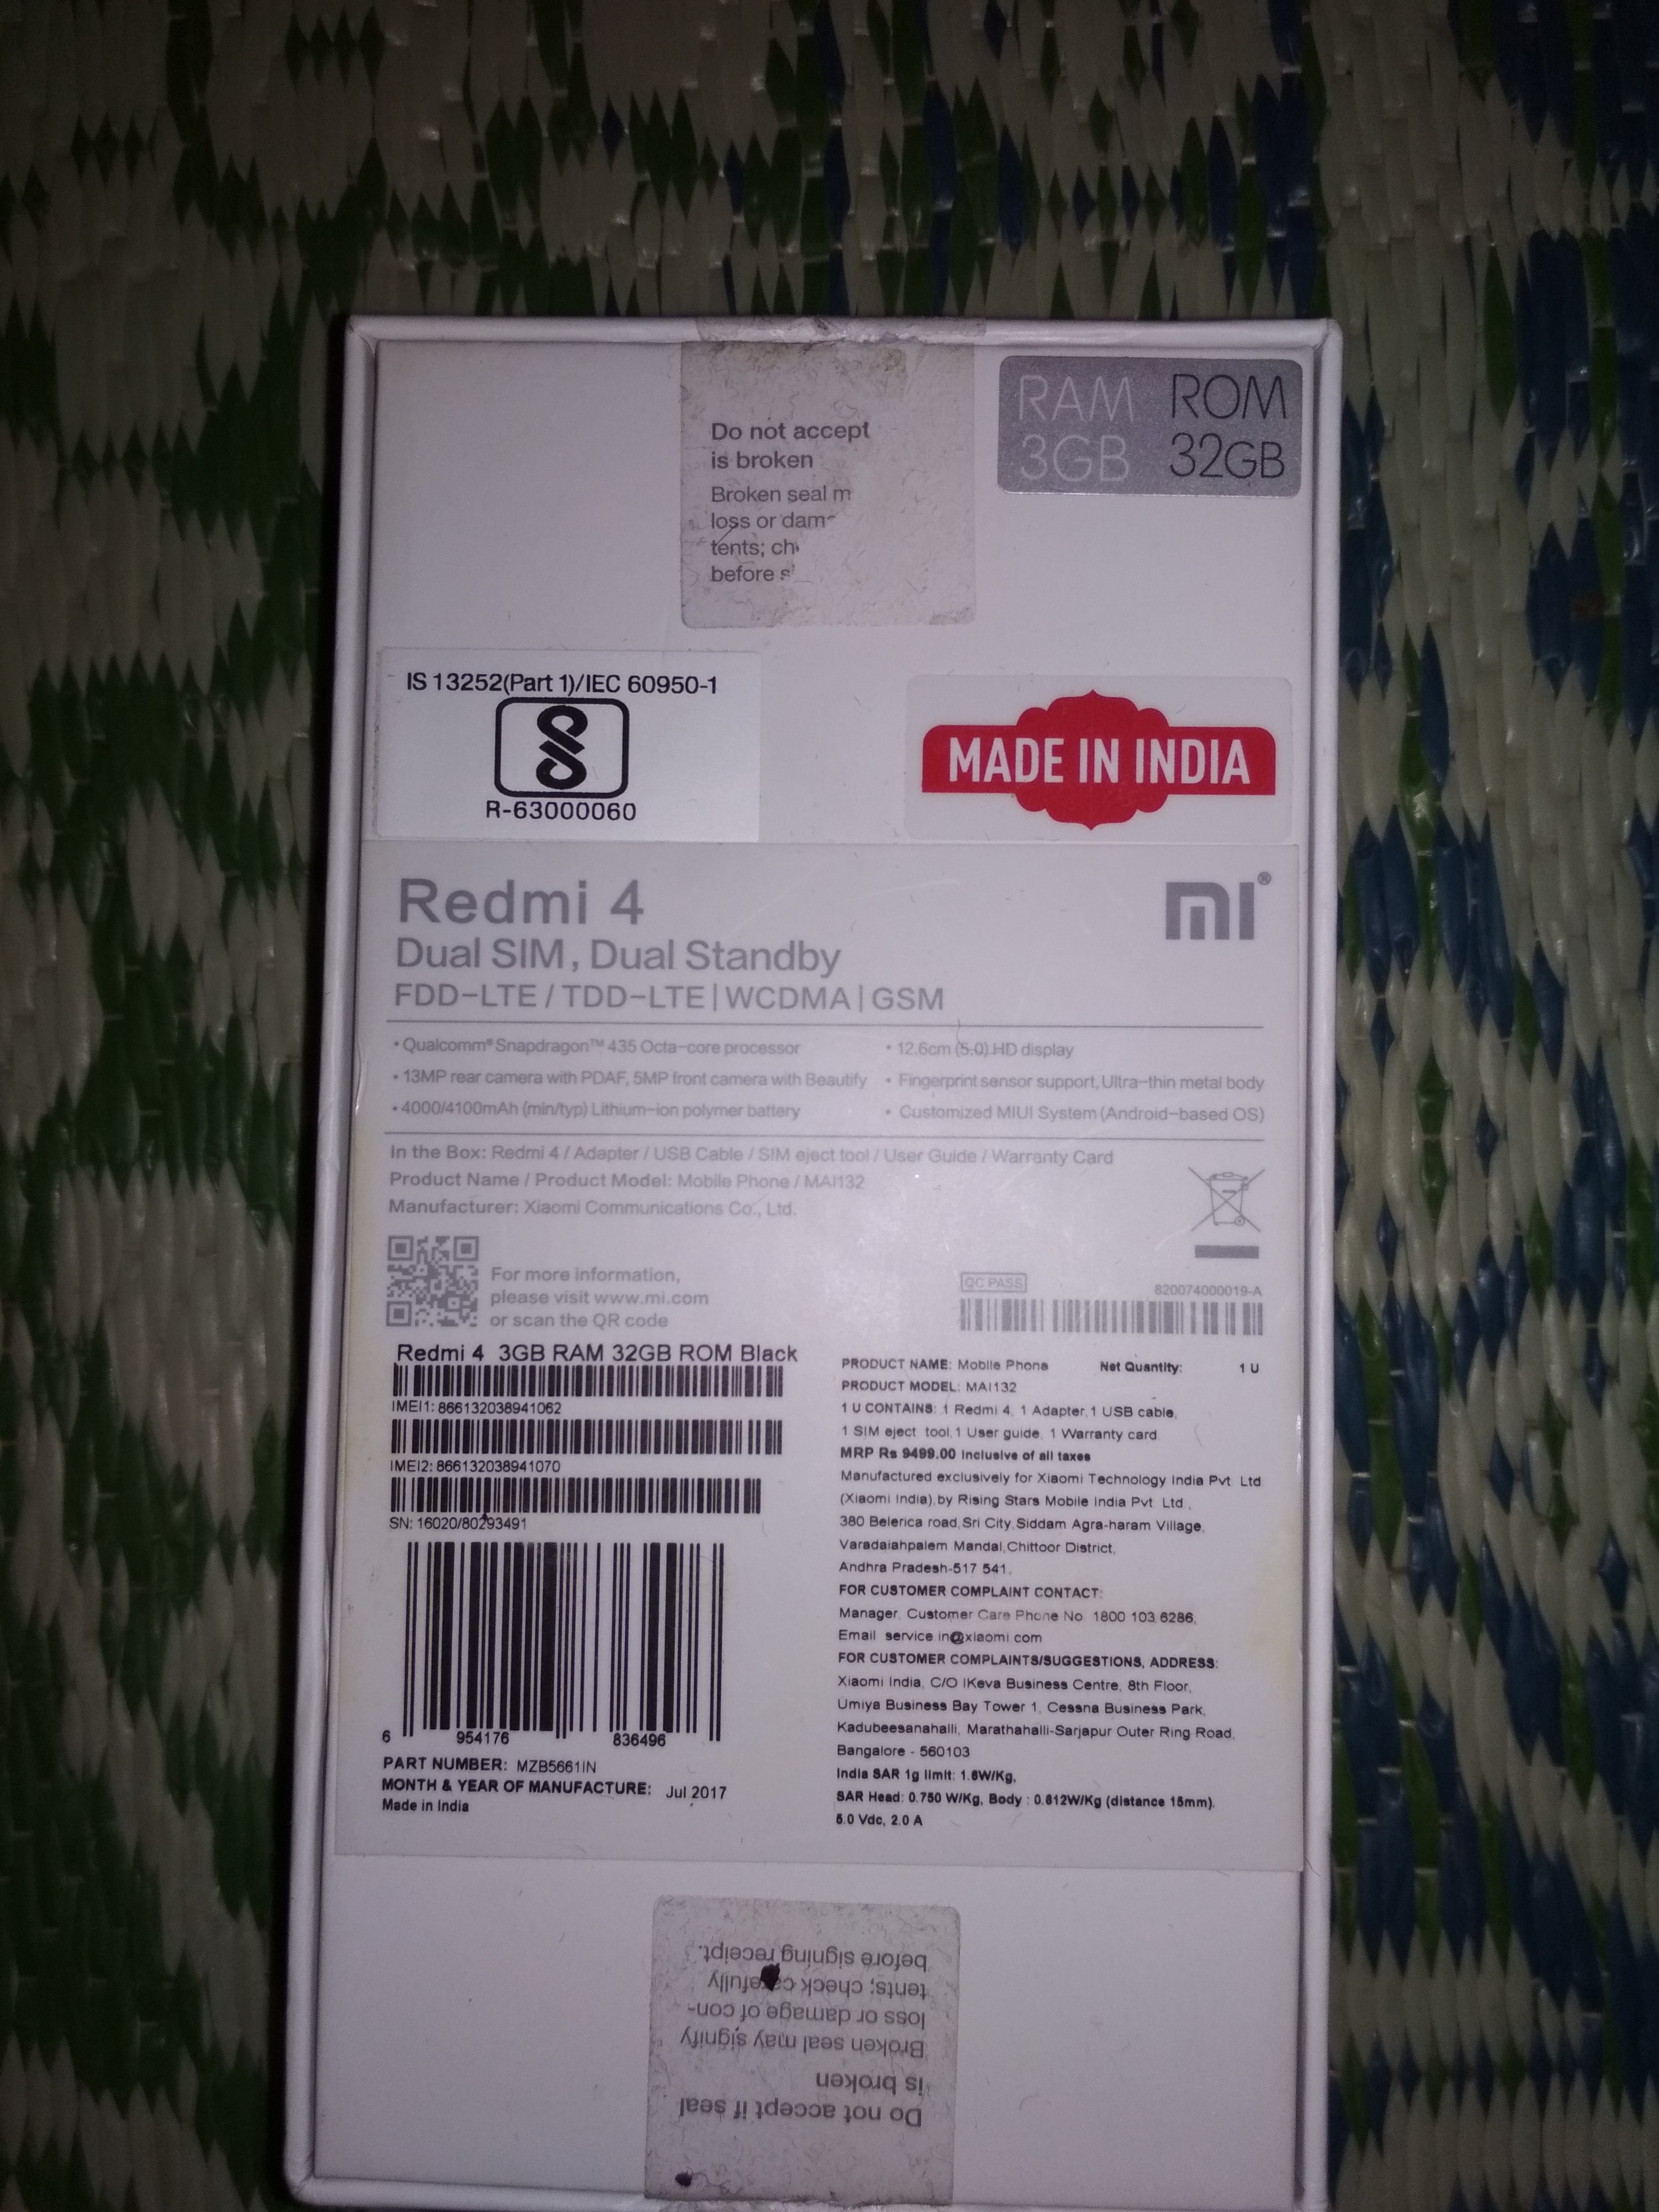 Do not accept
is broken
Broken seal m
loss or dam
tents; ch
before s
RAM ROM
3GB 32GB
IS 13252(Part 1)/IEC 60950-1
R-63000060
MADE IN INDIA
Redmi 4
mi®
Dual SIM, Dual Standby
FDD-LTE / TDD-LTE | WCDMA | GSM
• Qualcomm® Snapdragon™ 435 Octa-core processor
• 12.6cm (5.0) HD display
• 13MP rear camera with PDAF, 5MP front camera with Beautify
• Fingerprint sensor support, Ultra-thin metal body
• 4000/4100mAh (min/typ) Lithium-ion polymer battery
• Customized MIUI System (Android-based OS)
In the Box: Redmi 4 / Adapter / USB Cable / SIM eject tool / User Guide / Warranty Card
Product Name / Product Model: Mobile Phone / MAI132
Manufacturer: Xiaomi Communications Co., Ltd.
For more information,
please visit www.mi.com
or scan the QR code
QC PASS
820074000019-A
Redmi 4 3GB RAM 32GB ROM Black
IMEI1: 866132038941062
IMEI2: 866132038941070
SN: 16020/80293491
6 954176 836496
PART NUMBER: MZB5661IN
MONTH & YEAR OF MANUFACTURE: Jul 2017
Made in India
PRODUCT NAME: Mobile Phone Net Quantity: 1 U
PRODUCT MODEL: MAI132
1 U CONTAINS: 1 Redmi 4, 1 Adapter,1 USB cable,
1 SIM eject tool,1 User guide, 1 Warranty card
MRP Rs 9499.00 Inclusive of all taxes
Manufactured exclusively for Xiaomi Technology India Pvt Ltd
(Xiaomi India),by Rising Stars Mobile India Pvt Ltd ,
380 Belerica road,Sri City,Siddam Agra-haram Village,
Varadaiahpalem Mandal,Chittoor District,
Andhra Pradesh-517 541,
FOR CUSTOMER COMPLAINT CONTACT:
Manager, Customer Care Phone No 1800 103 6286,
Email service.in@xiaomi.com
FOR CUSTOMER COMPLAINTS/SUGGESTIONS, ADDRESS:
Xiaomi India, C/O IKeva Business Centre, 8th Floor,
Umiya Business Bay Tower 1, Cessna Business Park,
Kadubeesanahalli, Marathahalli-Sarjapur Outer Ring Road,
Bangalore - 560103
India SAR 1g limit: 1.6W/Kg,
SAR Head: 0.750 W/Kg, Body : 0.612W/Kg (distance 15mm).
5.0 Vdc, 2.0 A
Do not accept if seal
is broken
Broken seal may signify
loss or damage of con-
tents; check carefully
before signing receipt.